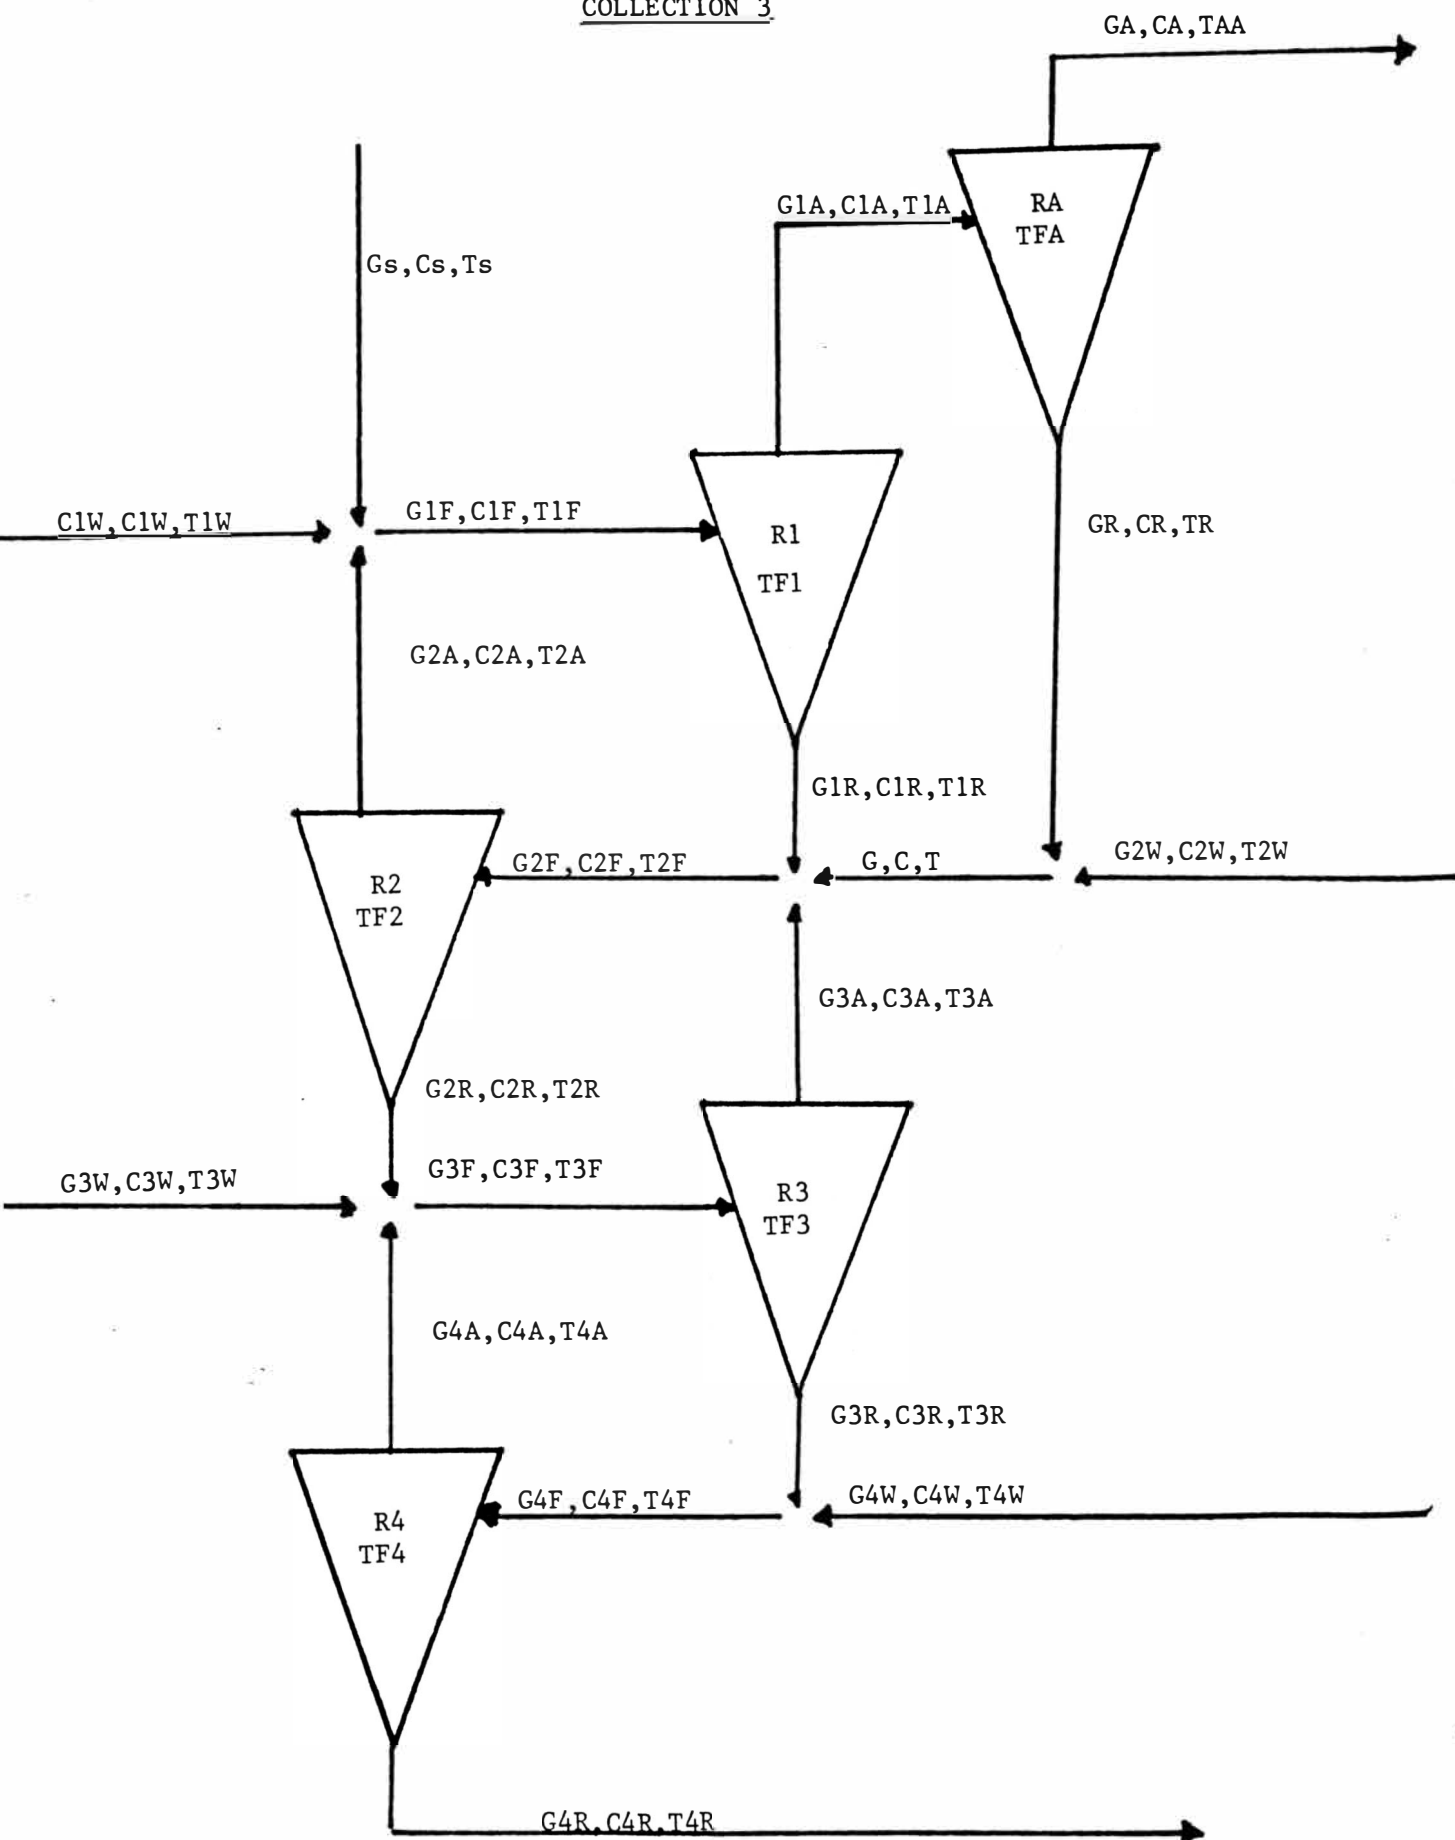 COLLECTION 3
GA,CA,TAA
G1A,C1A,T1A
RA
TFA
Gs,Cs,Ts
C1W,C1W,T1W
G1F,C1F,T1F
R1
TF1
GR,CR,TR
G2A,C2A,T2A
G1R,C1R,T1R
G2F,C2F,T2F
G,C,T
G2W,C2W,T2W
R2
TF2
G3A,C3A,T3A
G2R,C2R,T2R
G3W,C3W,T3W
G3F,C3F,T3F
R3
TF3
G4A,C4A,T4A
G3R,C3R,T3R
G4F,C4F,T4F
G4W,C4W,T4W
R4
TF4
G4R,C4R,T4R